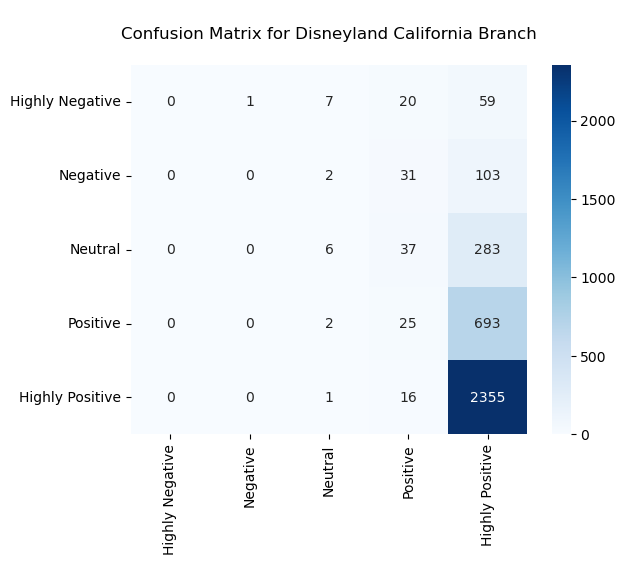 Confusion Matrix for Disneyland California Branch
Highly Negative 0 1 7 20 59
Negative 0 0 2 31 103
Neutral 0 0 6 37 283
Positive 0 0 2 25 693
Highly Positive 0 0 1 16 2355
Highly Negative
Negative
Neutral
Positive
Highly Positive
2000
1500
1000
500
0